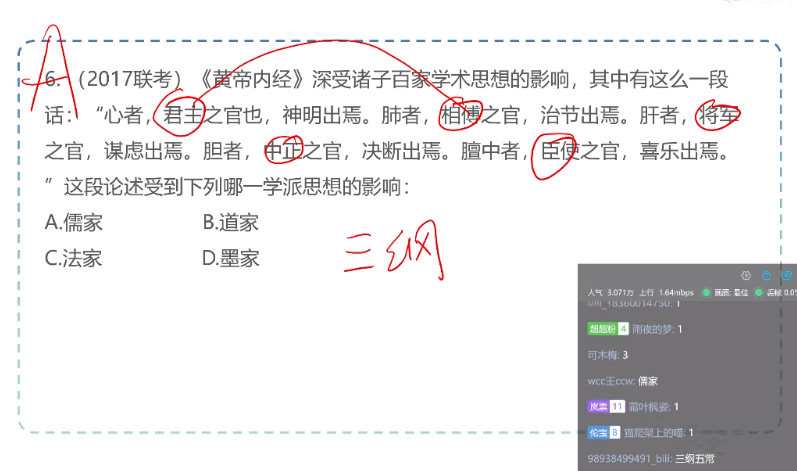 A
6. （2017联考）《黄帝内经》深受诸子百家学术思想的影响，其中有这么一段
话：“心者，君主之官也，神明出焉。肺者，相傅之官，治节出焉。肝者，将军
之官，谋虑出焉。胆者，中正之官，决断出焉。膻中者，臣使之官，喜乐出焉。
”这段论述受到下列哪一学派思想的影响：
A.儒家 B.道家
C.法家 D.墨家
三纲
人气 3.071万 上行 1.64mbps 画质: 最佳 丢帧 0.0
bili_18360014750: 1
超超粉 4 雨夜的梦: 1
可木梅: 3
wcc王ccw: 儒家
岚票 11 霜叶枫姿: 1
伦宝 8 猫爬架上的喵: 1
98938499491_bili: 三纲五常